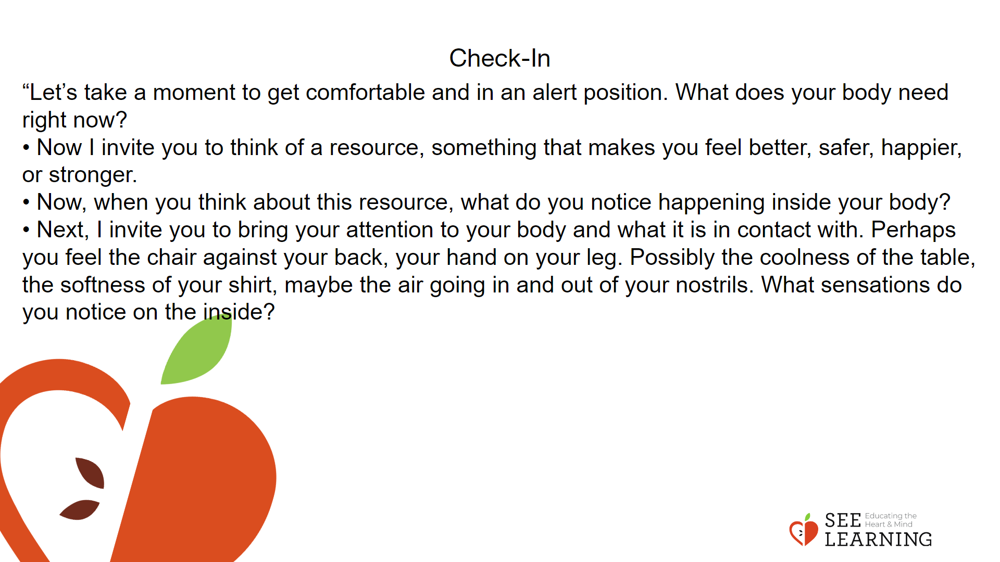 Check-In
“Let’s take a moment to get comfortable and in an alert position. What does your body need
right now?
• Now I invite you to think of a resource, something that makes you feel better, safer, happier,
or stronger.
• Now, when you think about this resource, what do you notice happening inside your body?
• Next, I invite you to bring your attention to your body and what it is in contact with. Perhaps
you feel the chair against your back, your hand on your leg. Possibly the coolness of the table,
the softness of your shirt, maybe the air going in and out of your nostrils. What sensations do
you notice on the inside?
SEE
Educating the
Heart & Mind
LEARNING